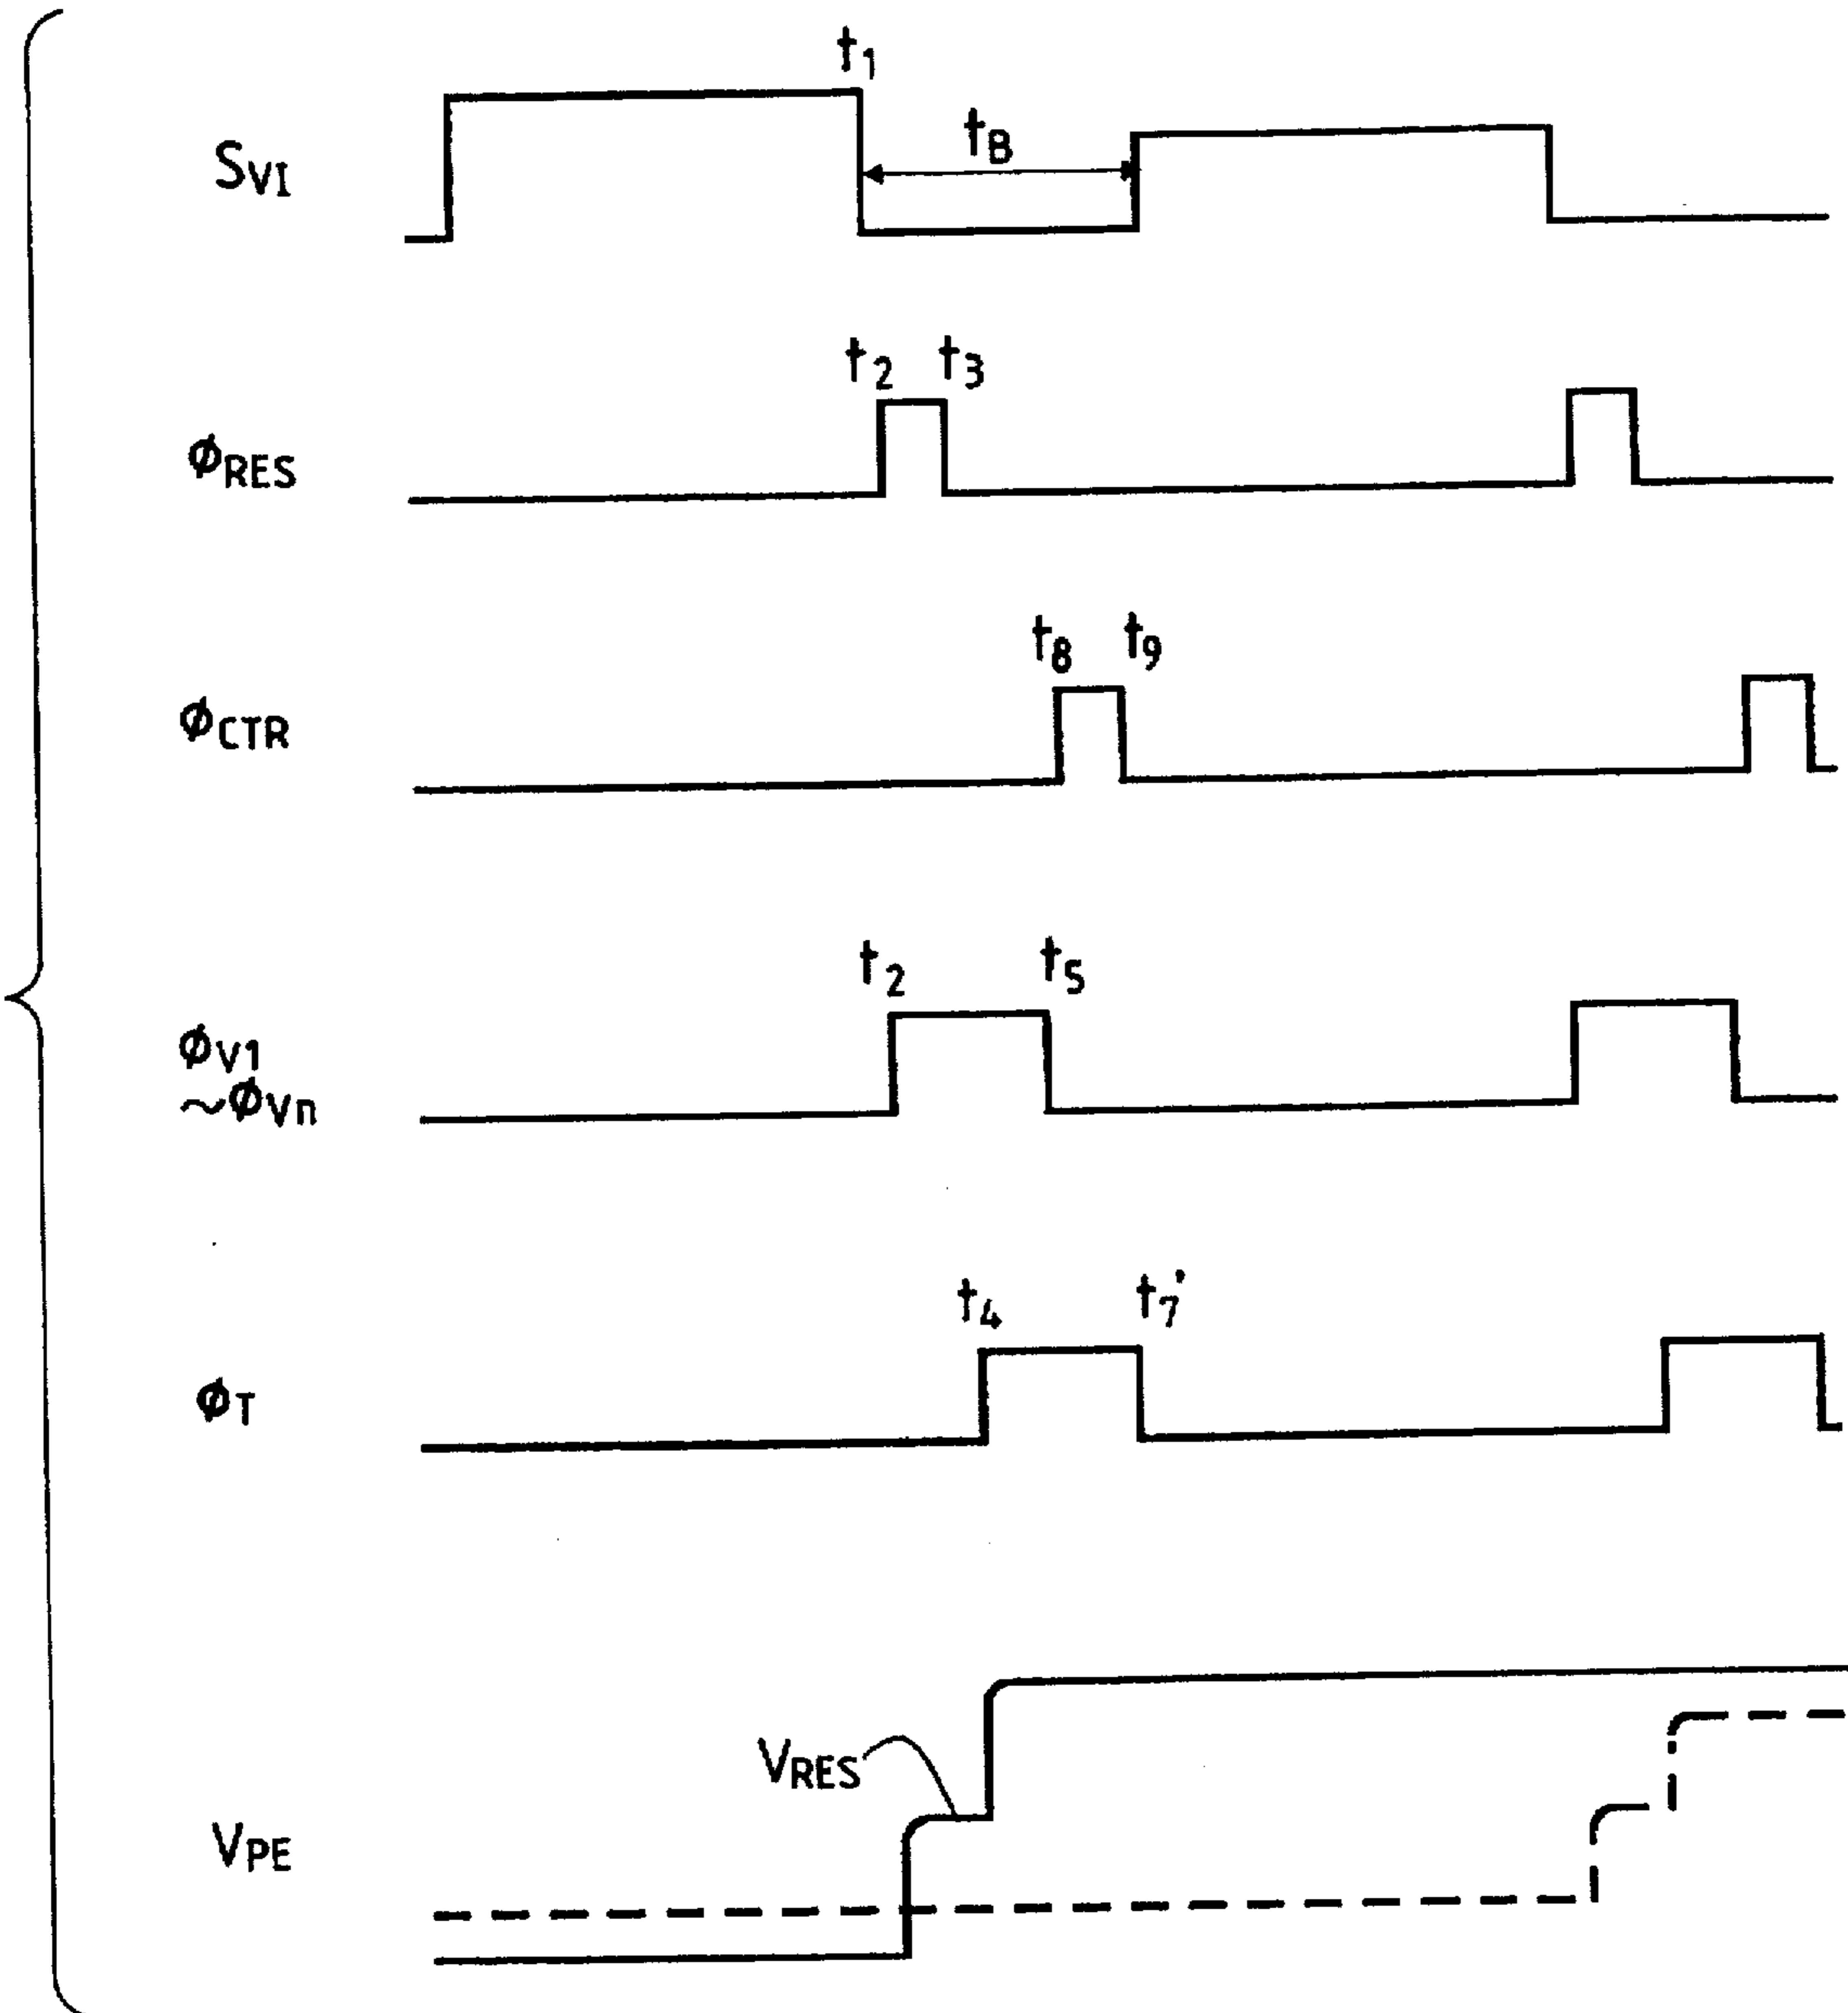 t1
SVI
tB
t2 t3
ϕRES
t8 t9
ϕCTR
t2 t5
ϕV1
~ϕVn
t4 t7'
ϕT
VRES
VPE